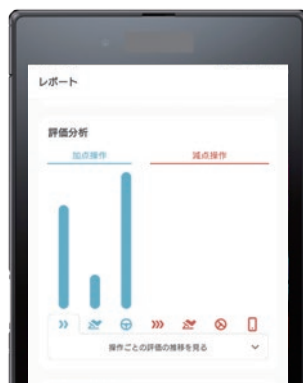 レポート
評価分析
加点操作 減点操作
操作ごとの評価の推移を見る